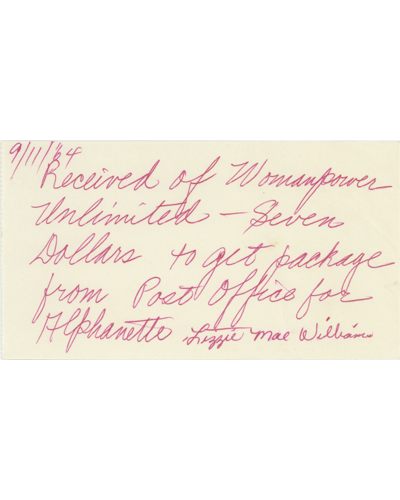 9/11/64
Received of Womanpower
Unlimited - Seven
Dollars to get package
from Post Office for
Alphanette Lizzie Mae Williams